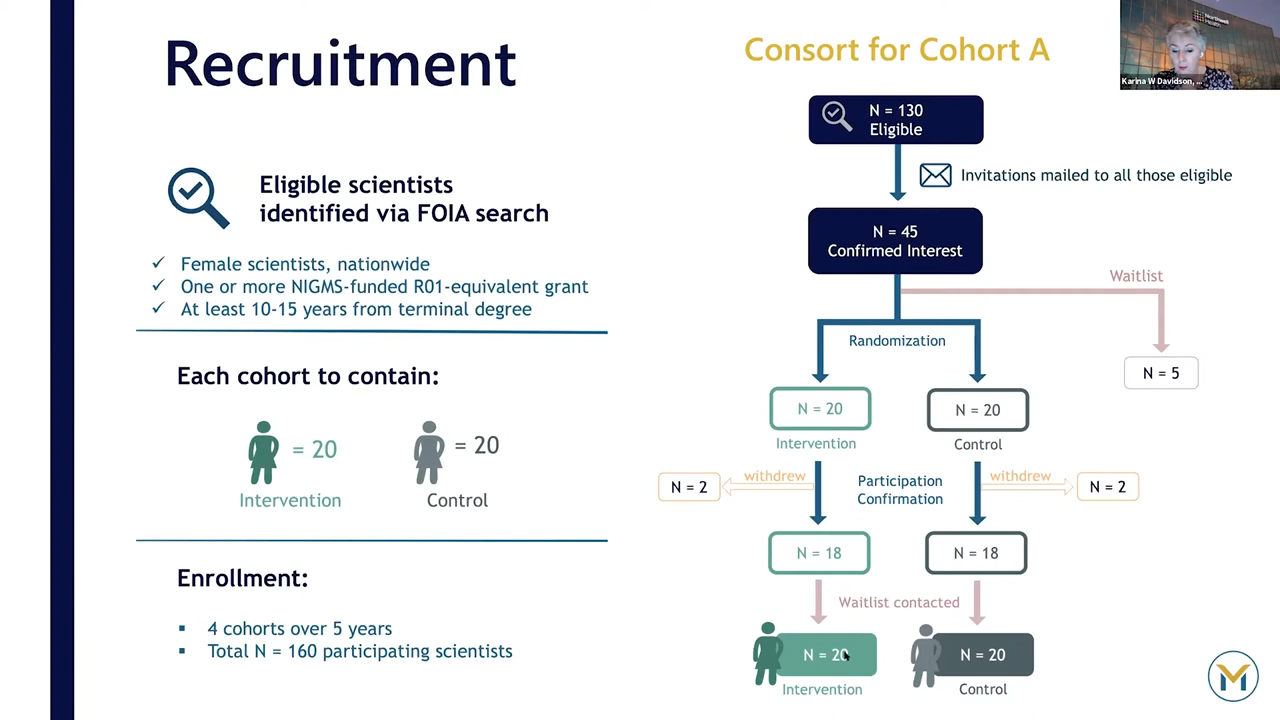 Recruitment
Eligible scientists
identified via FOIA search
✓ Female scientists, nationwide
✓ One or more NIGMS-funded R01-equivalent grant
✓ At least 10-15 years from terminal degree
Each cohort to contain:
= 20
Intervention
= 20
Control
Enrollment:
▪ 4 cohorts over 5 years
▪ Total N = 160 participating scientists
Consort for Cohort A
N = 130
Eligible
Invitations mailed to all those eligible
N = 45
Confirmed Interest
Waitlist
N = 5
Randomization
N = 20
Intervention
N = 20
Control
withdrew
N = 2
Participation
Confirmation
withdrew
N = 2
N = 18
N = 18
Waitlist contacted
N = 20
Intervention
N = 20
Control
Northwell
Health
Karina W Davidson, ...